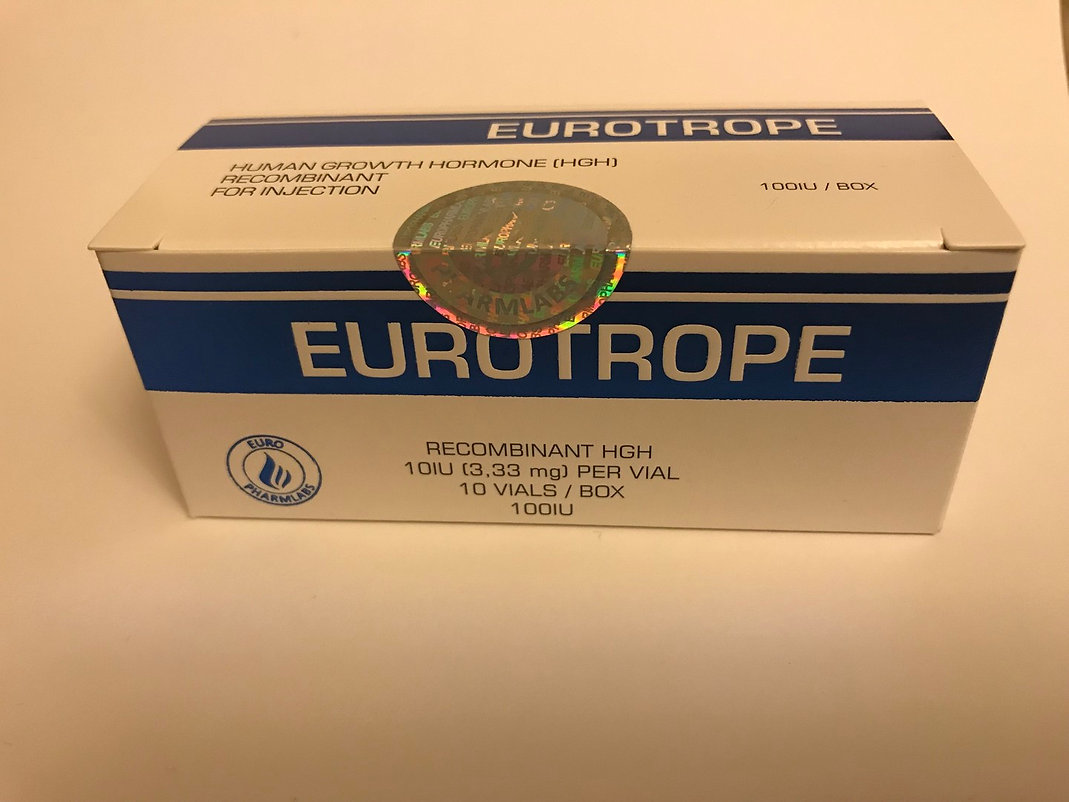 EUROTROPE
HUMAN GROWTH HORMONE (HGH)
RECOMBINANT
FOR INJECTION
100IU / BOX
ARMLABS
EUROTROPE
EURO
PHARMLABS
RECOMBINANT HGH
10IU (3,33 mg) PER VIAL
10 VIALS / BOX
100IU